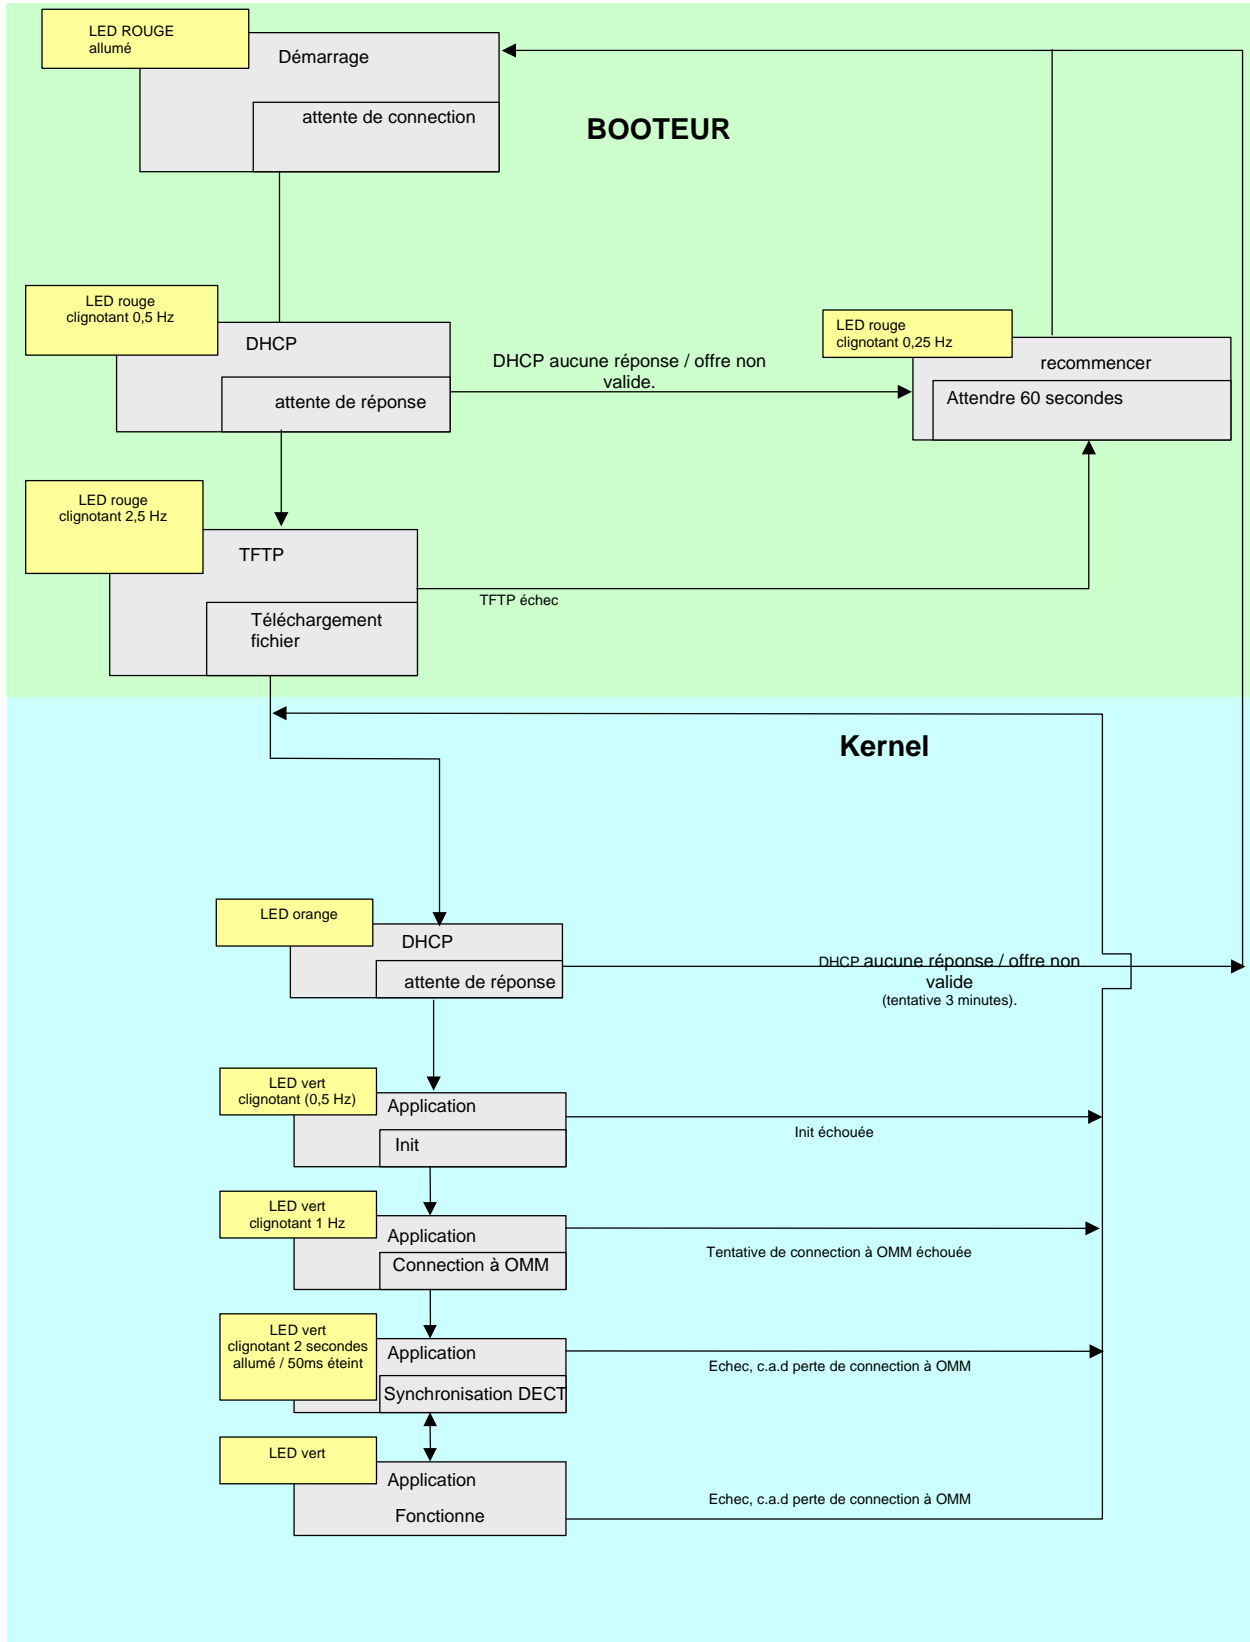 LED ROUGE
allumé
Démarrage
attente de connection
BOOTEUR
LED rouge
clignotant 0,5 Hz
DHCP
attente de réponse
DHCP aucune réponse / offre non
valide.
LED rouge
clignotant 0,25 Hz
recommencer
Attendre 60 secondes
LED rouge
clignotant 2,5 Hz
TFTP
Téléchargement
fichier
TFTP échec
Kernel
LED orange
DHCP
attente de réponse
DHCP aucune réponse / offre non
valide
(tentative 3 minutes).
LED vert
clignotant (0,5 Hz)
Application
Init
Init échouée
LED vert
clignotant 1 Hz
Application
Connection à OMM
Tentative de connection à OMM échouée
LED vert
clignotant 2 secondes
allumé / 50ms éteint
Application
Synchronisation DECT
Echec, c.a.d perte de connection à OMM
LED vert
Application
Fonctionne
Echec, c.a.d perte de connection à OMM